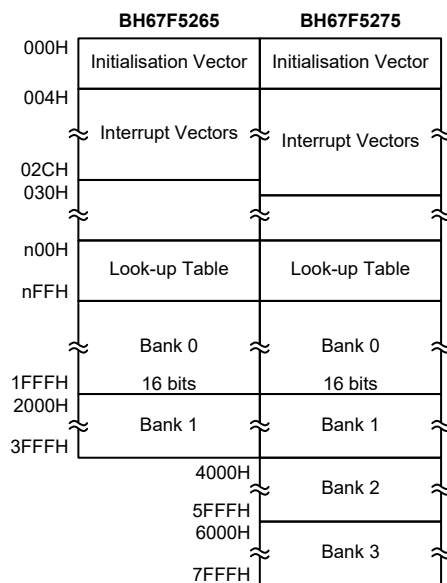 BH67F5265 BH67F5275
000H
Initialisation Vector Initialisation Vector
004H
Interrupt Vectors Interrupt Vectors
02CH
030H
n00H
Look-up Table Look-up Table
nFFH
Bank 0 Bank 0
1FFFH 16 bits 16 bits
2000H
Bank 1 Bank 1
3FFFH
4000H
Bank 2
5FFFH
6000H
Bank 3
7FFFH